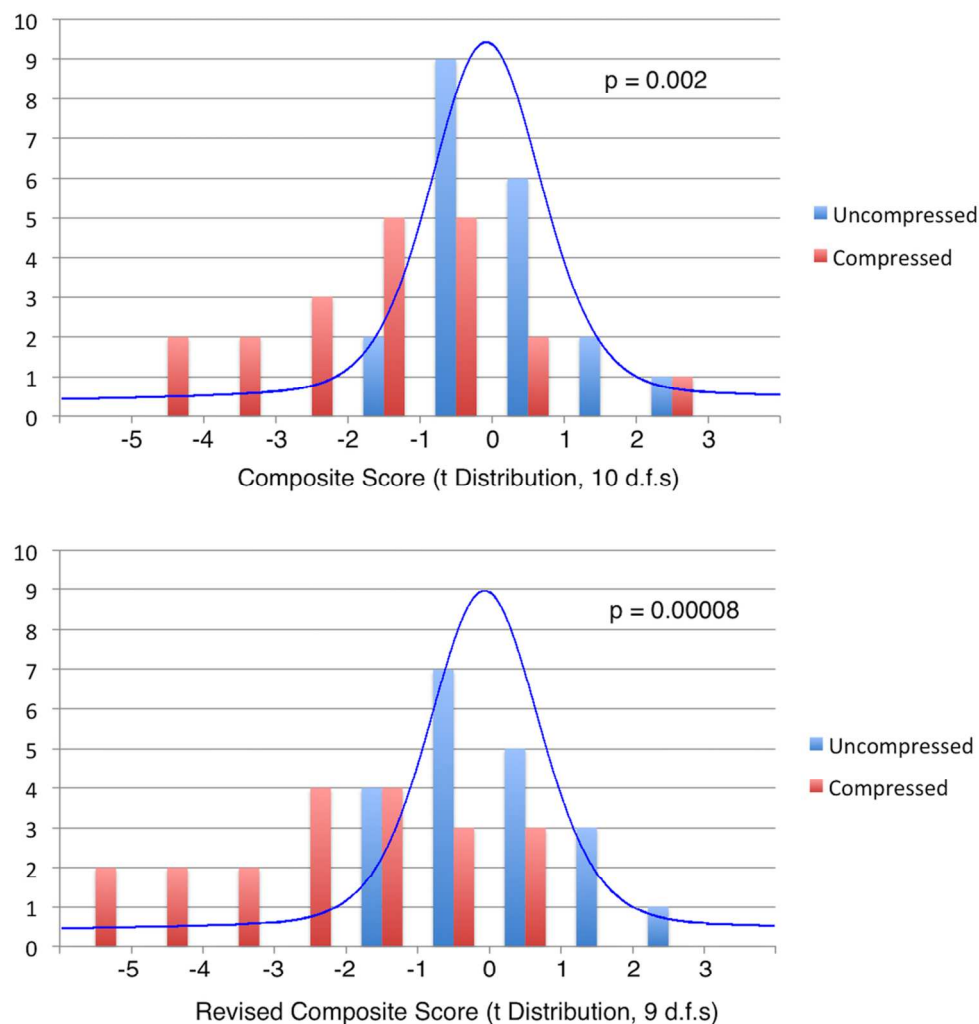 10
9
8
7
6
5
4
3
2
1
0
p = 0.002
Uncompressed
Compressed
-5 -4 -3 -2 -1 0 1 2 3
Composite Score (t Distribution, 10 d.f.s)
10
9
8
7
6
5
4
3
2
1
0
p = 0.00008
Uncompressed
Compressed
-5 -4 -3 -2 -1 0 1 2 3
Revised Composite Score (t Distribution, 9 d.f.s)